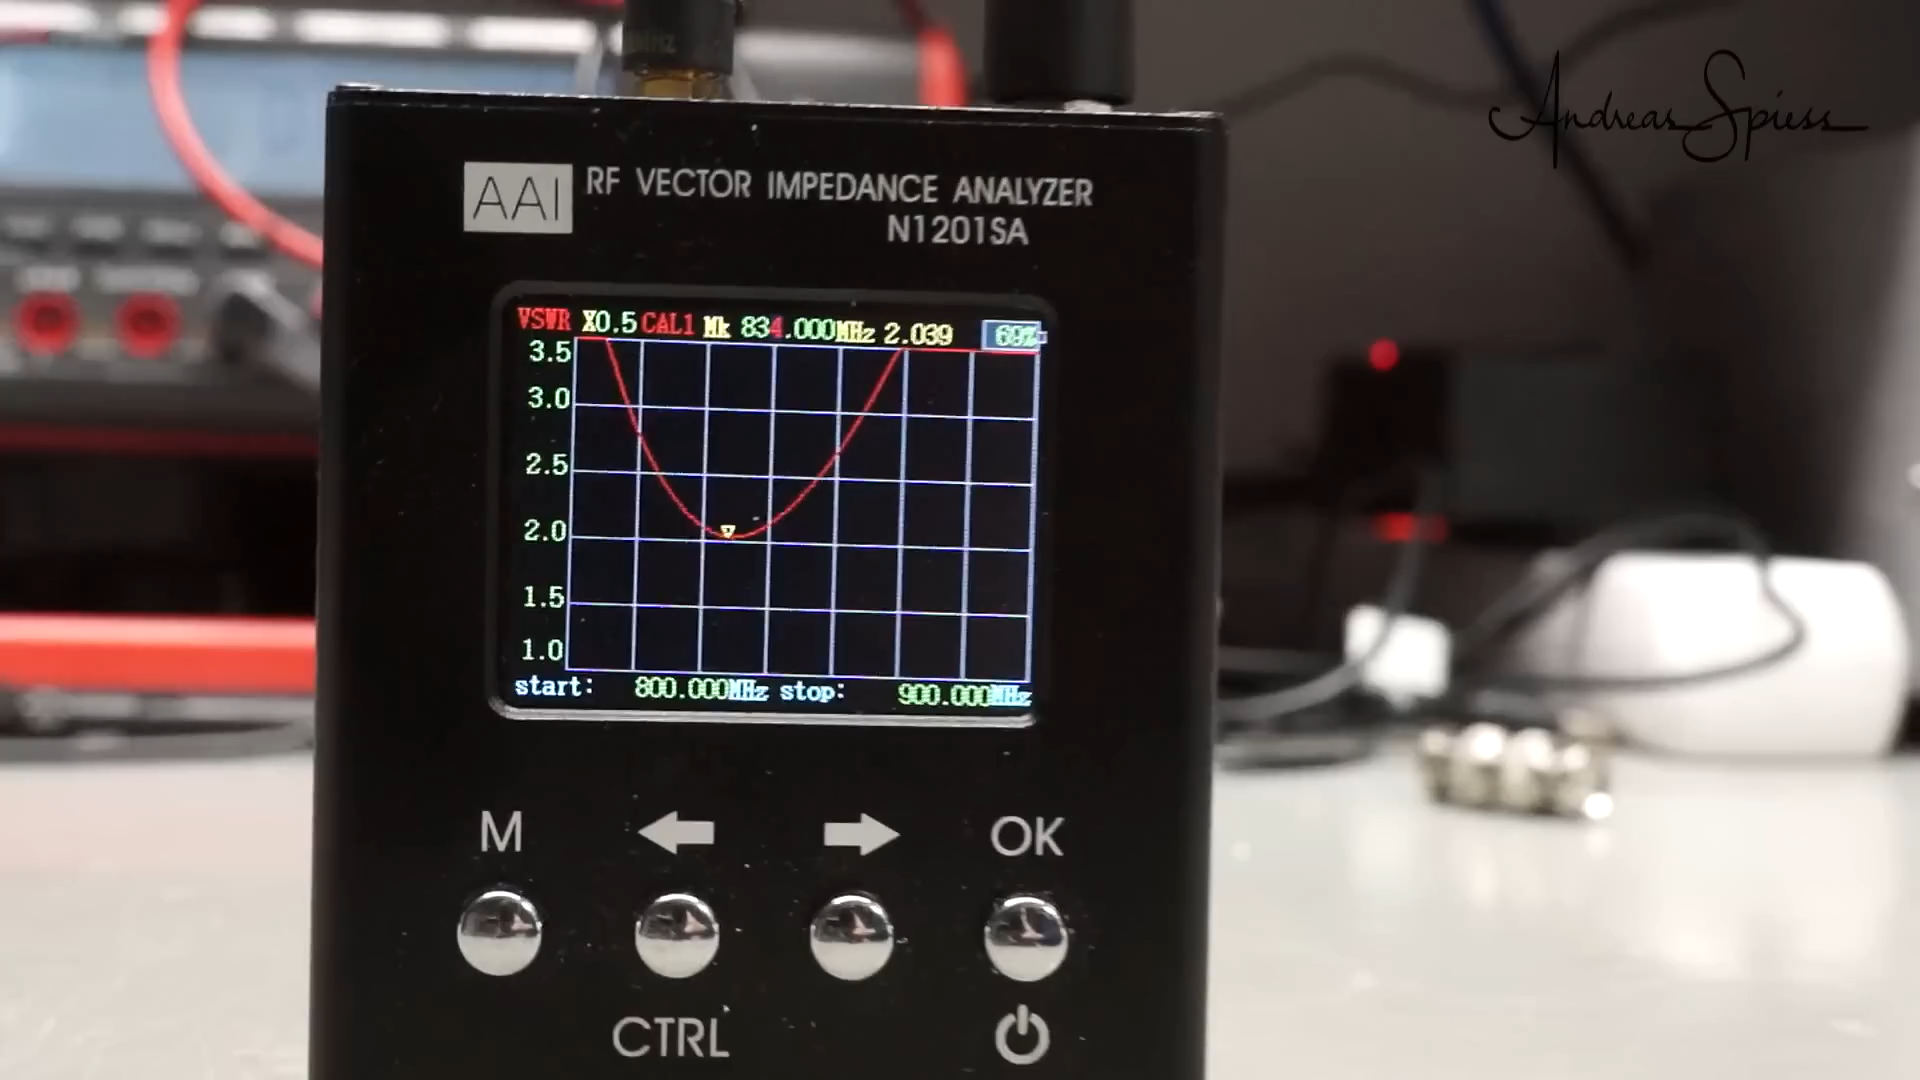 Andreas Spiess
AAI RF VECTOR IMPEDANCE ANALYZER
N1201SA
VSWR X0.5 CAL1 Mk 834.000MHz 2.039 69%
3.5
3.0
2.5
2.0
1.5
1.0
start: 800.000MHz stop: 900.000MHz
M OK
CTRL